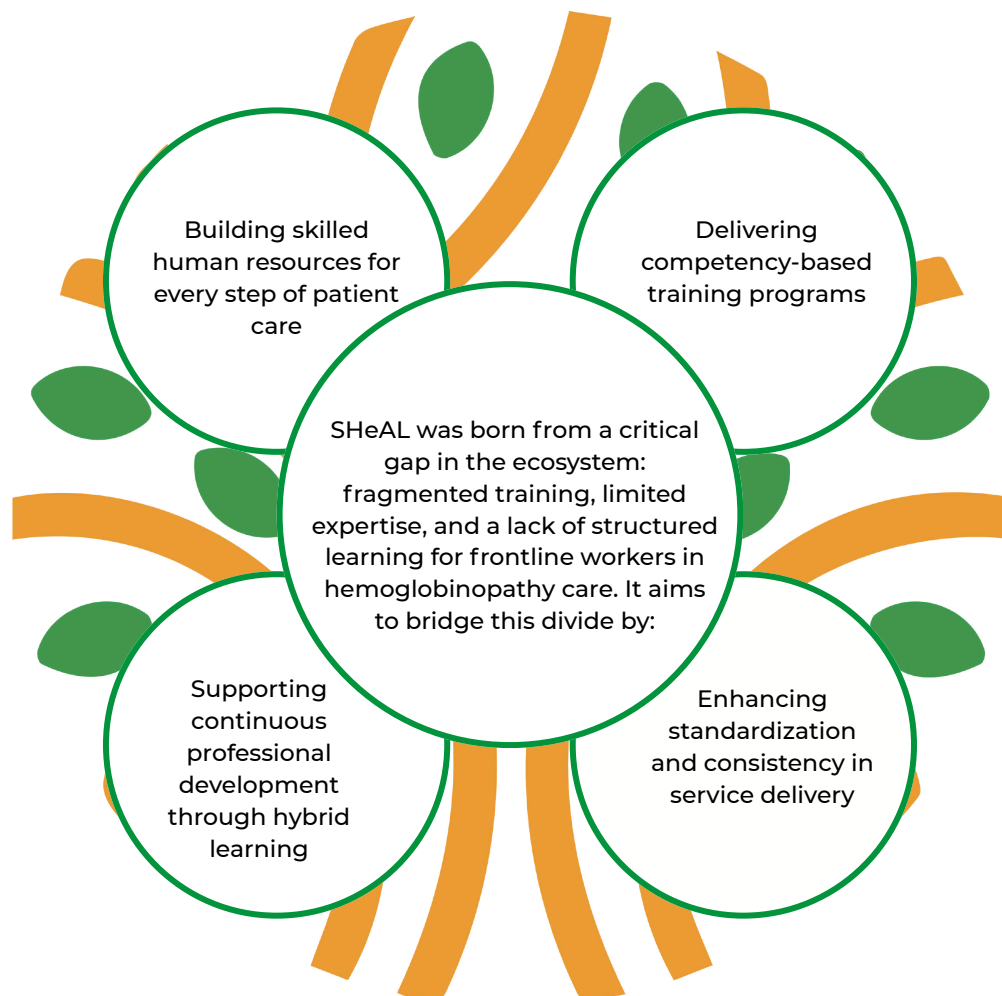 Building skilled
human resources for
every step of patient
care
Delivering
competency-based
training programs
SHeAL was born from a critical
gap in the ecosystem:
fragmented training, limited
expertise, and a lack of structured
learning for frontline workers in
hemoglobinopathy care. It aims
to bridge this divide by:
Supporting
continuous
professional
development
through hybrid
learning
Enhancing
standardization
and consistency in
service delivery